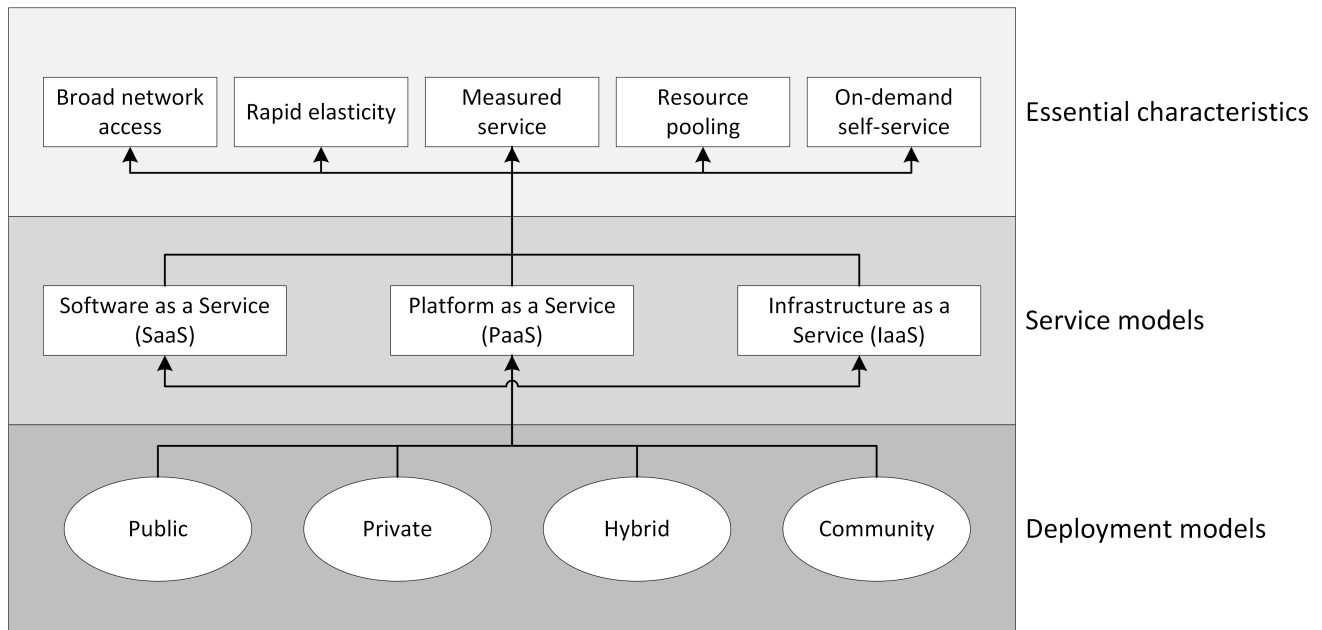 Broad network
access
Rapid elasticity
Measured
service
Resource
pooling
On-demand
self-service
Essential characteristics
Software as a Service
(SaaS)
Platform as a Service
(PaaS)
Infrastructure as a
Service (IaaS)
Service models
Public
Private
Hybrid
Community
Deployment models